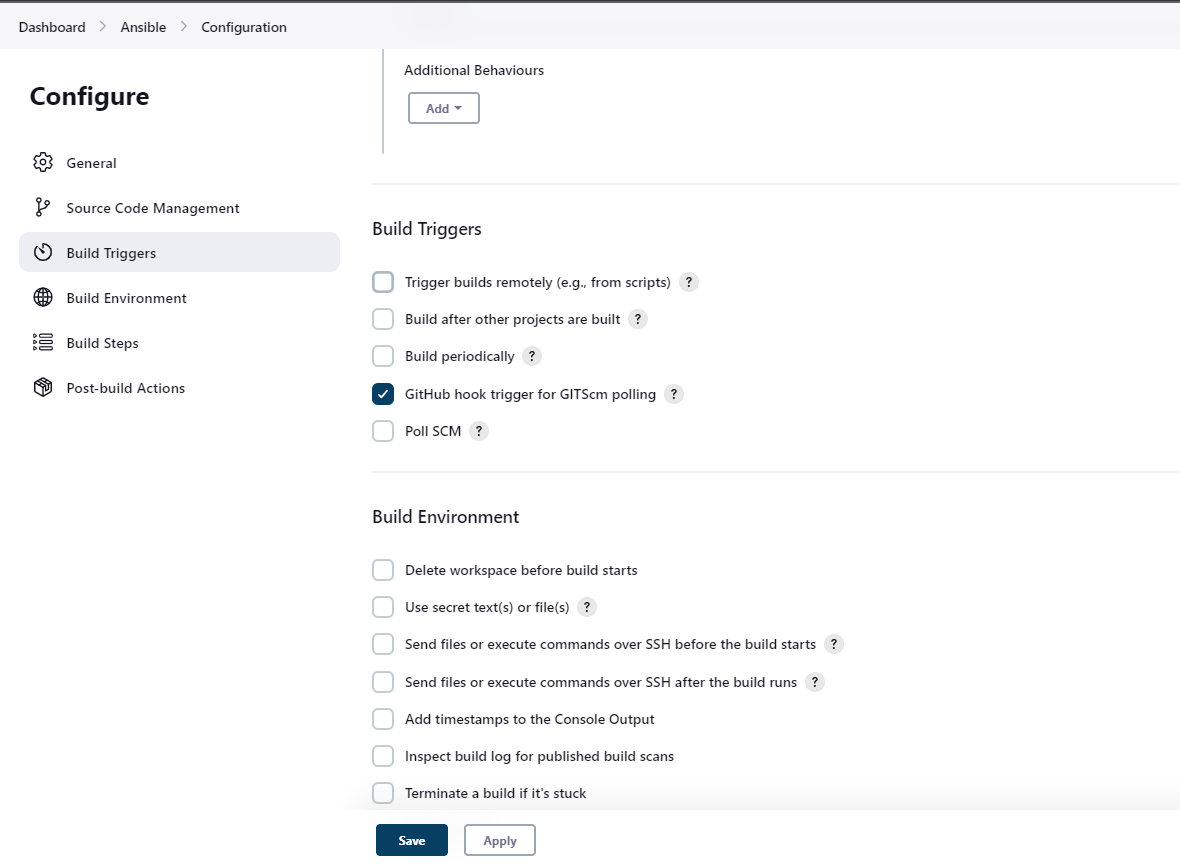 Dashboard > Ansible > Configuration
Configure
General
Source Code Management
Build Triggers
Build Environment
Build Steps
Post-build Actions
Additional Behaviours
Add
Build Triggers
Trigger builds remotely (e.g., from scripts) ?
Build after other projects are built ?
Build periodically ?
GitHub hook trigger for GITScm polling ?
Poll SCM ?
Build Environment
Delete workspace before build starts
Use secret text(s) or file(s) ?
Send files or execute commands over SSH before the build starts ?
Send files or execute commands over SSH after the build runs ?
Add timestamps to the Console Output
Inspect build log for published build scans
Terminate a build if it's stuck
Save Apply